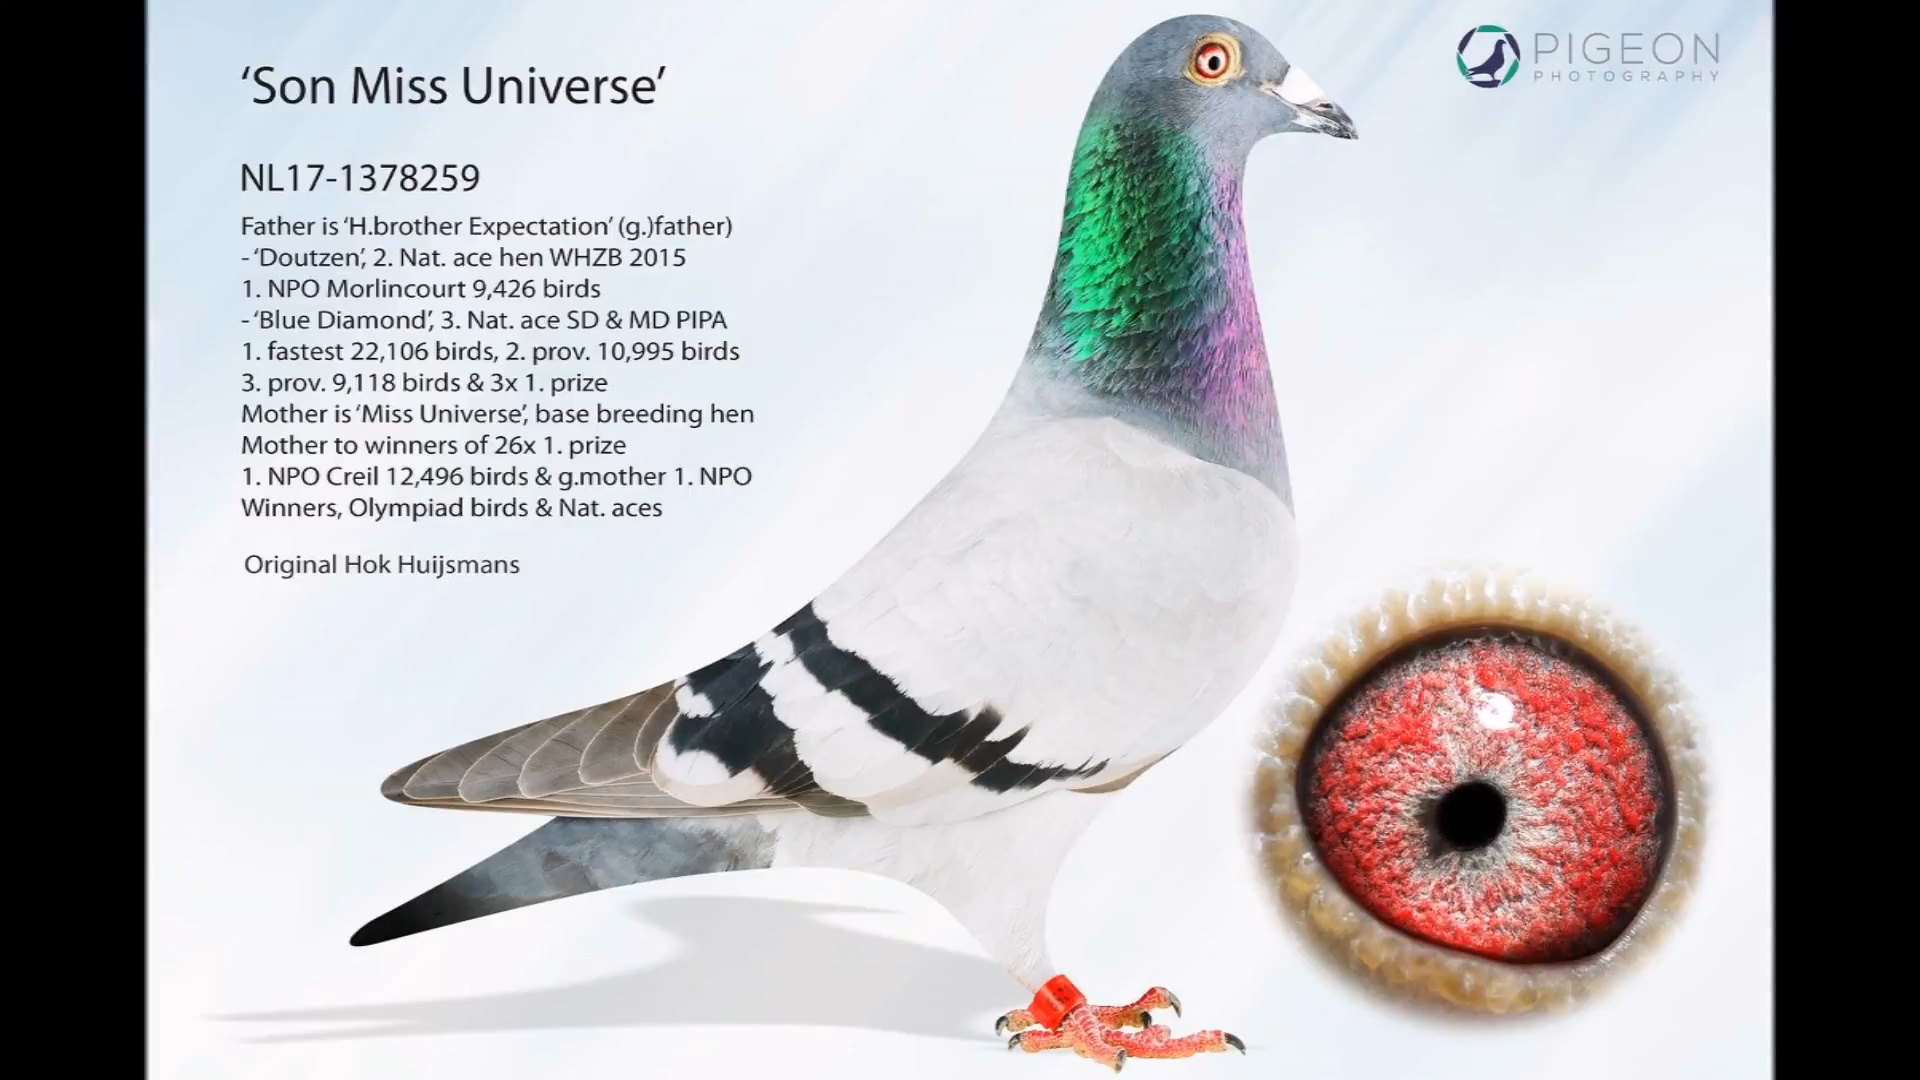 ‘Son Miss Universe’
PIGEON
PHOTOGRAPHY
NL17-1378259
Father is ‘H.brother Expectation’ (g.)father)
- ‘Doutzen’, 2. Nat. ace hen WHZB 2015
1. NPO Morlincourt 9,426 birds
- ‘Blue Diamond’, 3. Nat. ace SD & MD PIPA
1. fastest 22,106 birds, 2. prov. 10,995 birds
3. prov. 9,118 birds & 3x 1. prize
Mother is ‘Miss Universe’, base breeding hen
Mother to winners of 26x 1. prize
1. NPO Creil 12,496 birds & g.mother 1. NPO
Winners, Olympiad birds & Nat. aces
Original Hok Huijsmans